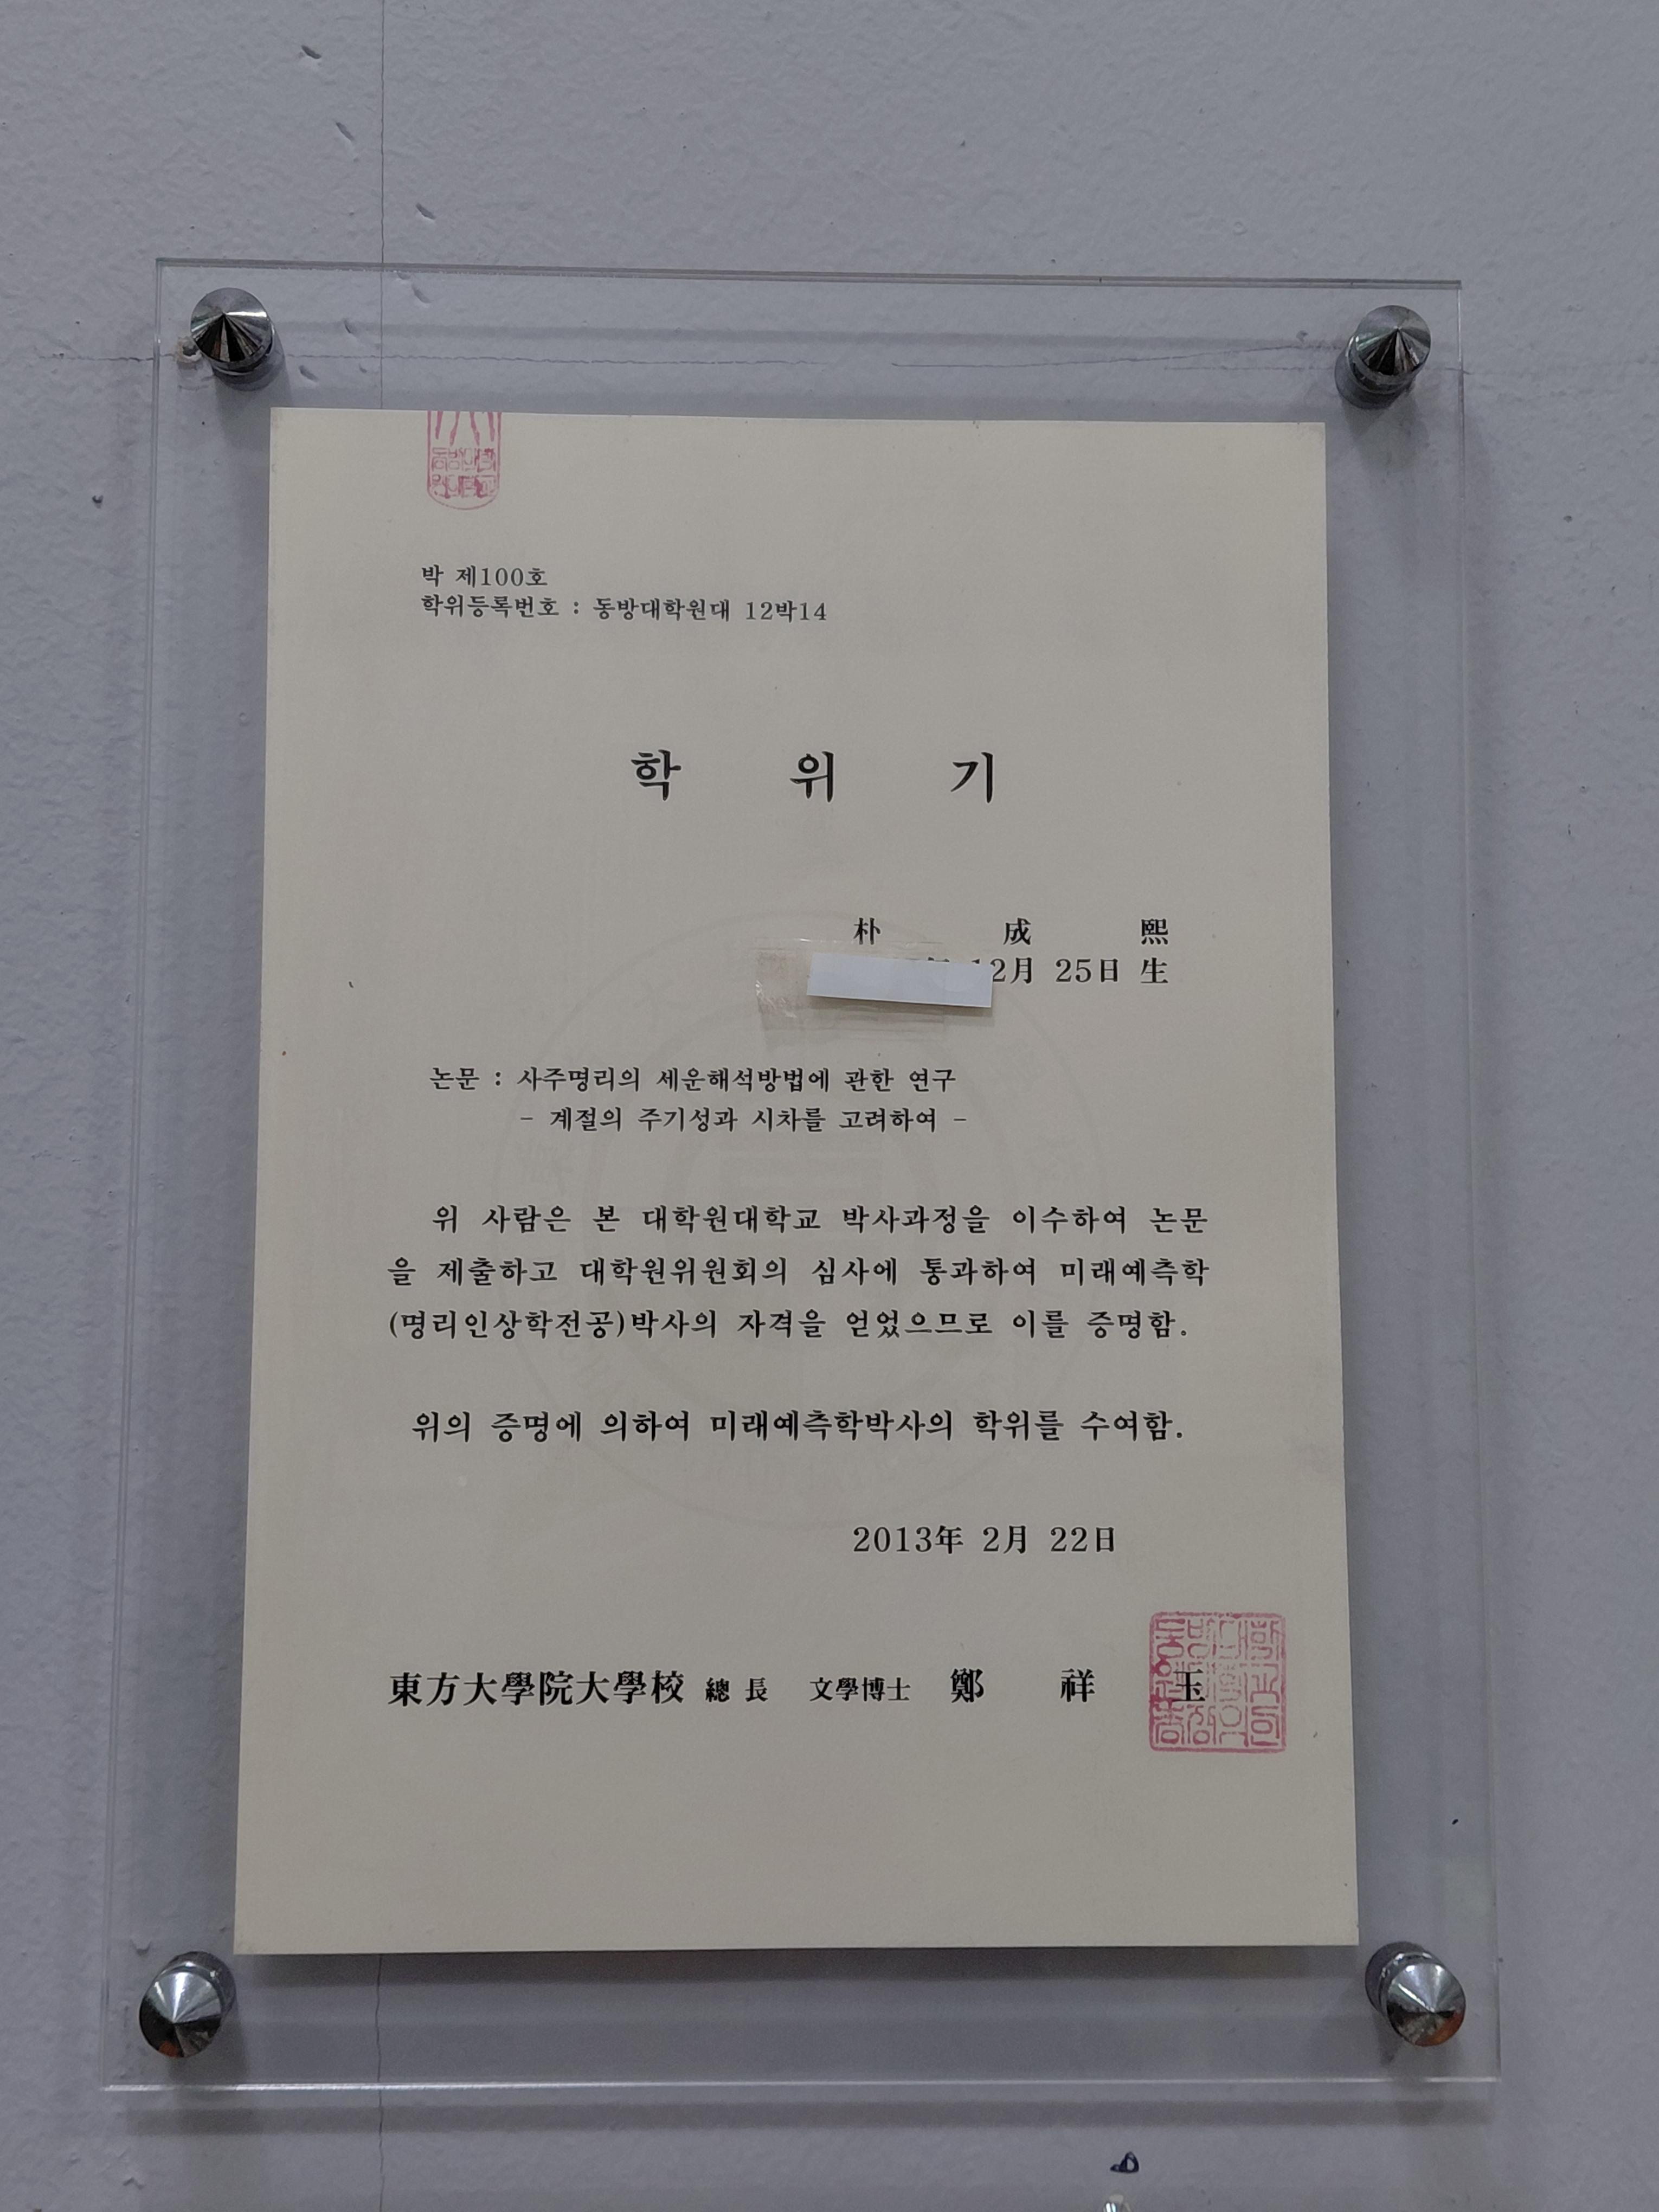 박 제100호
학위등록번호 : 동방대학원대 12박14
학 위 기
朴 成 熙
12月 25日 生
논문 : 사주명리의 세운해석방법에 관한 연구
- 계절의 주기성과 시차를 고려하여 -
위 사람은 본 대학원대학교 박사과정을 이수하여 논문
을 제출하고 대학원위원회의 심사에 통과하여 미래예측학
(명리인상학전공)박사의 자격을 얻었으므로 이를 증명함.
위의 증명에 의하여 미래예측학박사의 학위를 수여함.
2013年 2月 22日
東方大學院大學校 總長 文學博士 鄭 祥 玉